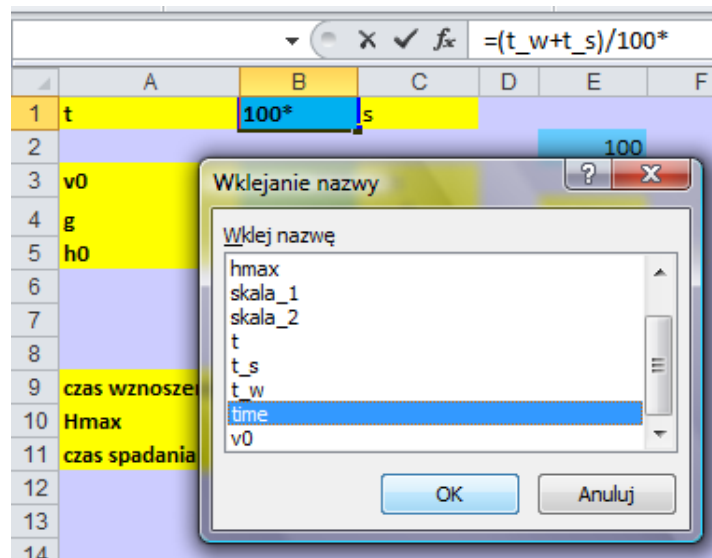 fx =(t_w+t_s)/100*
A B C D E F
1 t 100* s
2 100
3 v0
4 g
5 h0
6
7
8
9 czas wznosze
10 Hmax
11 czas spadania
12
13
14
Wklejanie nazwy
Wklej nazwę
hmax
skala_1
skala_2
t
t_s
t_w
time
v0
OK Anuluj